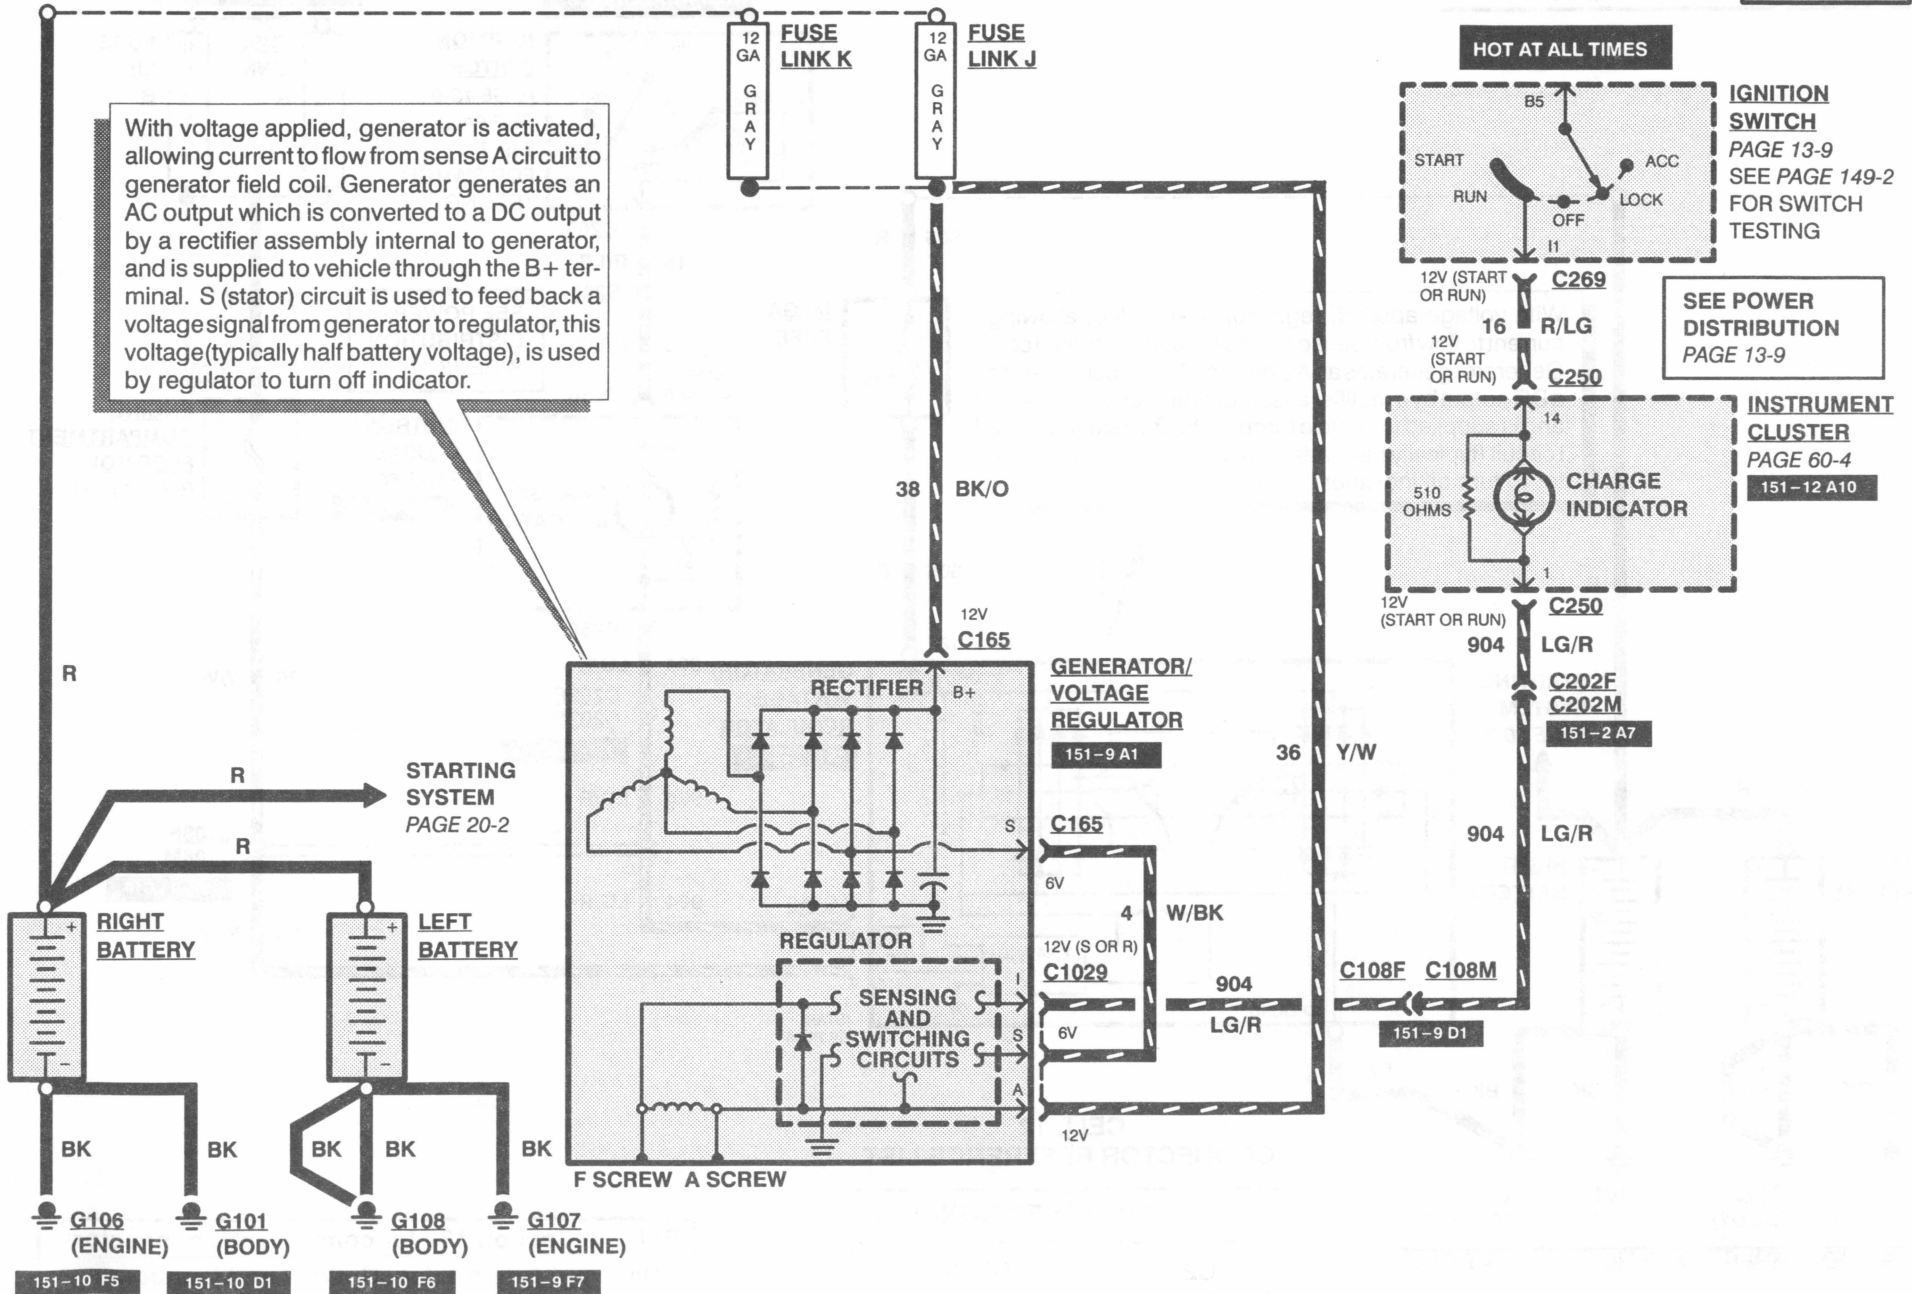 FUSE
LINK K
FUSE
LINK J
12
GA
G
R
A
Y
12
GA
G
R
A
Y
With voltage applied, generator is activated,
allowing current to flow from sense A circuit to
generator field coil. Generator generates an
AC output which is converted to a DC output
by a rectifier assembly internal to generator,
and is supplied to vehicle through the B+ ter-
minal. S (stator) circuit is used to feed back a
voltage signal from generator to regulator, this
voltage (typically half battery voltage), is used
by regulator to turn off indicator.
HOT AT ALL TIMES
B5
START
RUN
OFF
LOCK
ACC
I1
IGNITION
SWITCH
PAGE 13-9
SEE PAGE 149-2
FOR SWITCH
TESTING
12V (START
OR RUN)
C269
16 R/LG
12V
(START
OR RUN)
C250
SEE POWER
DISTRIBUTION
PAGE 13-9
14
510
OHMS
CHARGE
INDICATOR
1
INSTRUMENT
CLUSTER
PAGE 60-4
151-12 A10
12V
(START OR RUN)
C250
904 LG/R
C202F
C202M
151-2 A7
904 LG/R
38 BK/O
12V
C165
36 Y/W
R
R
STARTING
SYSTEM
PAGE 20-2
R
RIGHT
BATTERY
+
-
LEFT
BATTERY
+
-
RECTIFIER
B+
GENERATOR/
VOLTAGE
REGULATOR
151-9 A1
S
C165
6V
4 W/BK
REGULATOR
12V (S OR R)
C1029
SENSING
AND
SWITCHING
CIRCUITS
I
S
A
6V
12V
904
LG/R
C108F C108M
151-9 D1
F SCREW A SCREW
BK
BK
BK
BK
BK
G106
(ENGINE)
151-10 F5
G101
(BODY)
151-10 D1
G108
(BODY)
151-10 F6
G107
(ENGINE)
151-9 F7